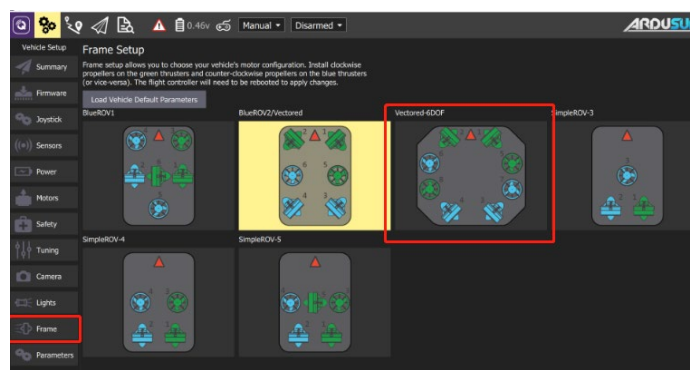 0.46v Manual Disarmed ARDUSU
Vehicle Setup
Summary
Firmware
Joystick
Sensors
Power
Motors
Safety
Tuning
Camera
Lights
Frame
Parameters
Frame Setup
Frame setup allows you to choose your vehicle's motor configuration. Install clockwise
propellers on the green thrusters and counter-clockwise propellers on the blue thrusters
(or vice-versa). The flight controller will need to be rebooted to apply changes.
Load Vehicle Default Parameters
BlueROV1
BlueROV2/Vectored
Vectored-6DOF
SimpleROV-3
SimpleROV-4
SimpleROV-5